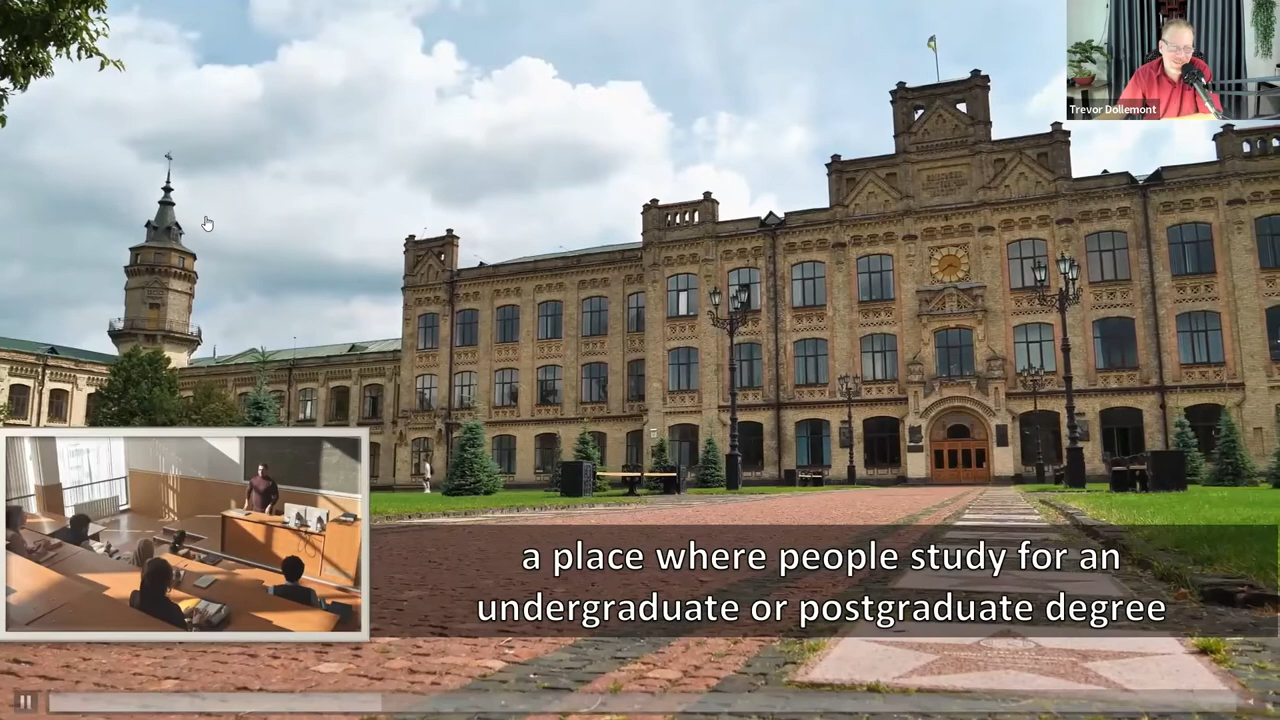 Trevor Dollemont
a place where people study for an
undergraduate or postgraduate degree